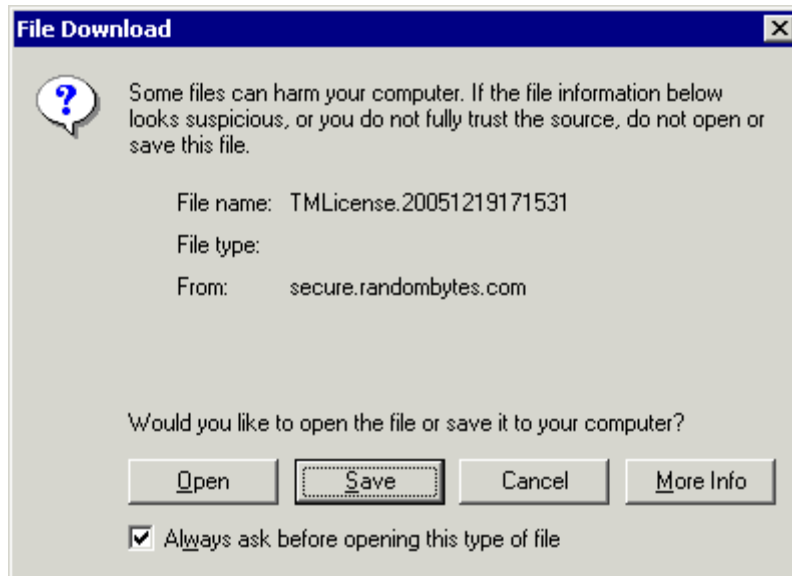 File Download
Some files can harm your computer. If the file information below
looks suspicious, or you do not fully trust the source, do not open or
save this file.
File name: TMLicense.20051219171531
File type:
From: secure.randombytes.com
Would you like to open the file or save it to your computer?
Open Save Cancel More Info
Always ask before opening this type of file